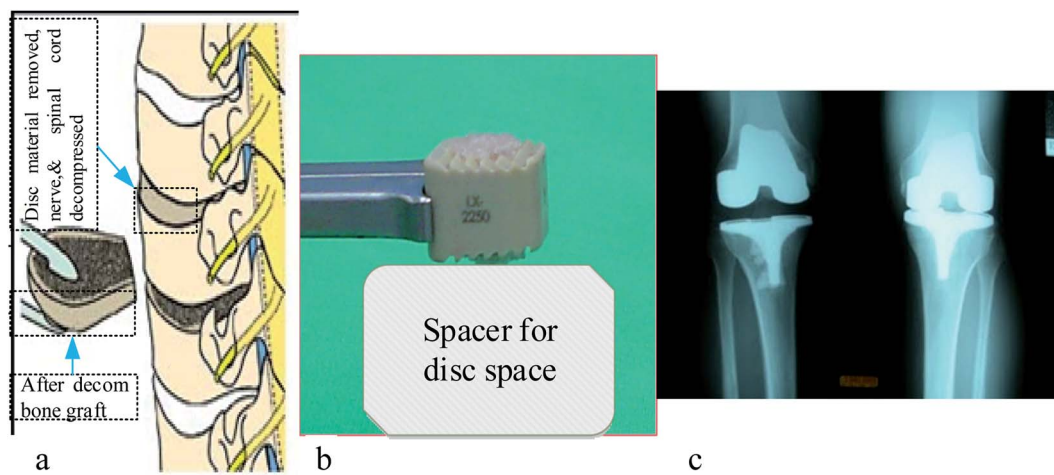 Disc material removed,
nerve,& spinal cord
decompressed
After decom
bone graft
LX-
2250
Spacer for
disc space
a
b
c